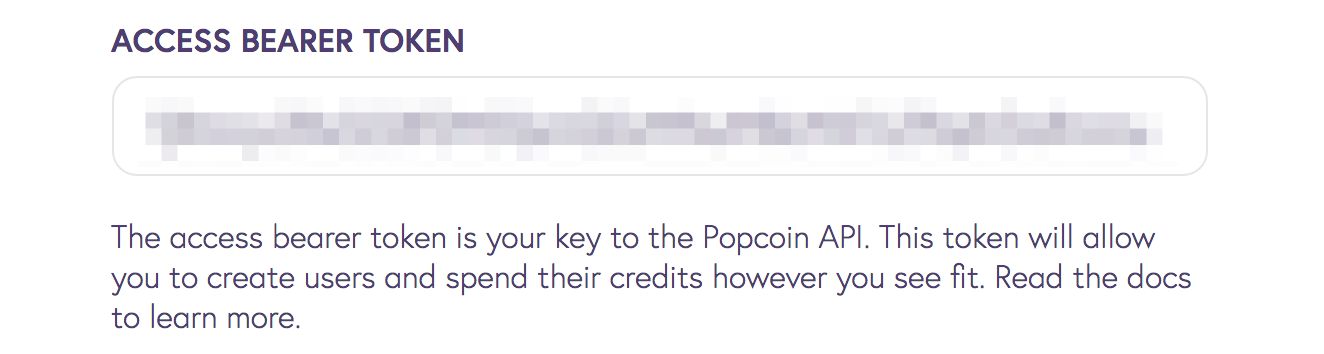 ACCESS BEARER TOKEN
The access bearer token is your key to the Popcoin API. This token will allow
you to create users and spend their credits however you see fit. Read the docs
to learn more.